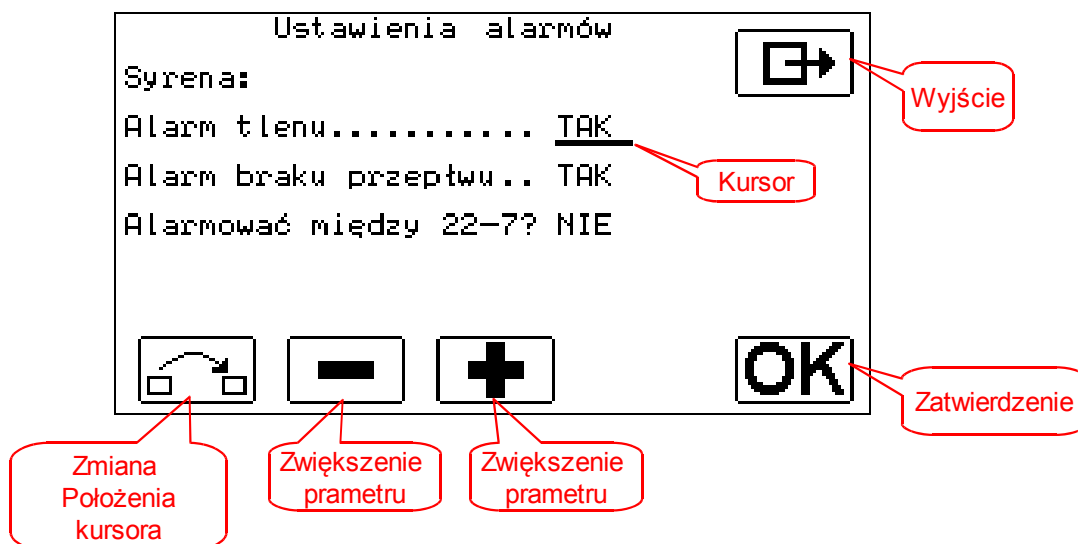 Ustawienia alarmów
Syrena:
Alarm tlenu........... TAK
Alarm braku przepłwu.. TAK
Alarmować między 22-7? NIE
OK
Wyjście
Kursor
Zatwierdzenie
Zmiana
Położenia
kursora
Zwiększenie
prametru
Zwiększenie
prametru